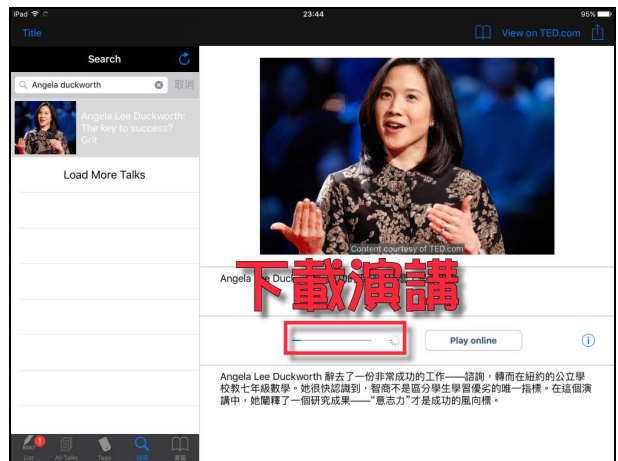 iPad
23:44
95%
Title
View on TED.com
Search
Angela duckworth
取消
Angela Lee Duckworth:
The key to success?
Grit
Load More Talks
Content courtesy of TED.com
Angela
下載演講
Play online
Angela Lee Duckworth 辭去了一份非常成功的工作——諮詢，轉而在紐約的公立學
校教七年級數學。她很快認識到，智商不是區分學生學習優劣的唯一指標。在這個演
講中，她闡釋了一個研究成果——“意志力”才是成功的風向標。
1
List
All Talks
Tags